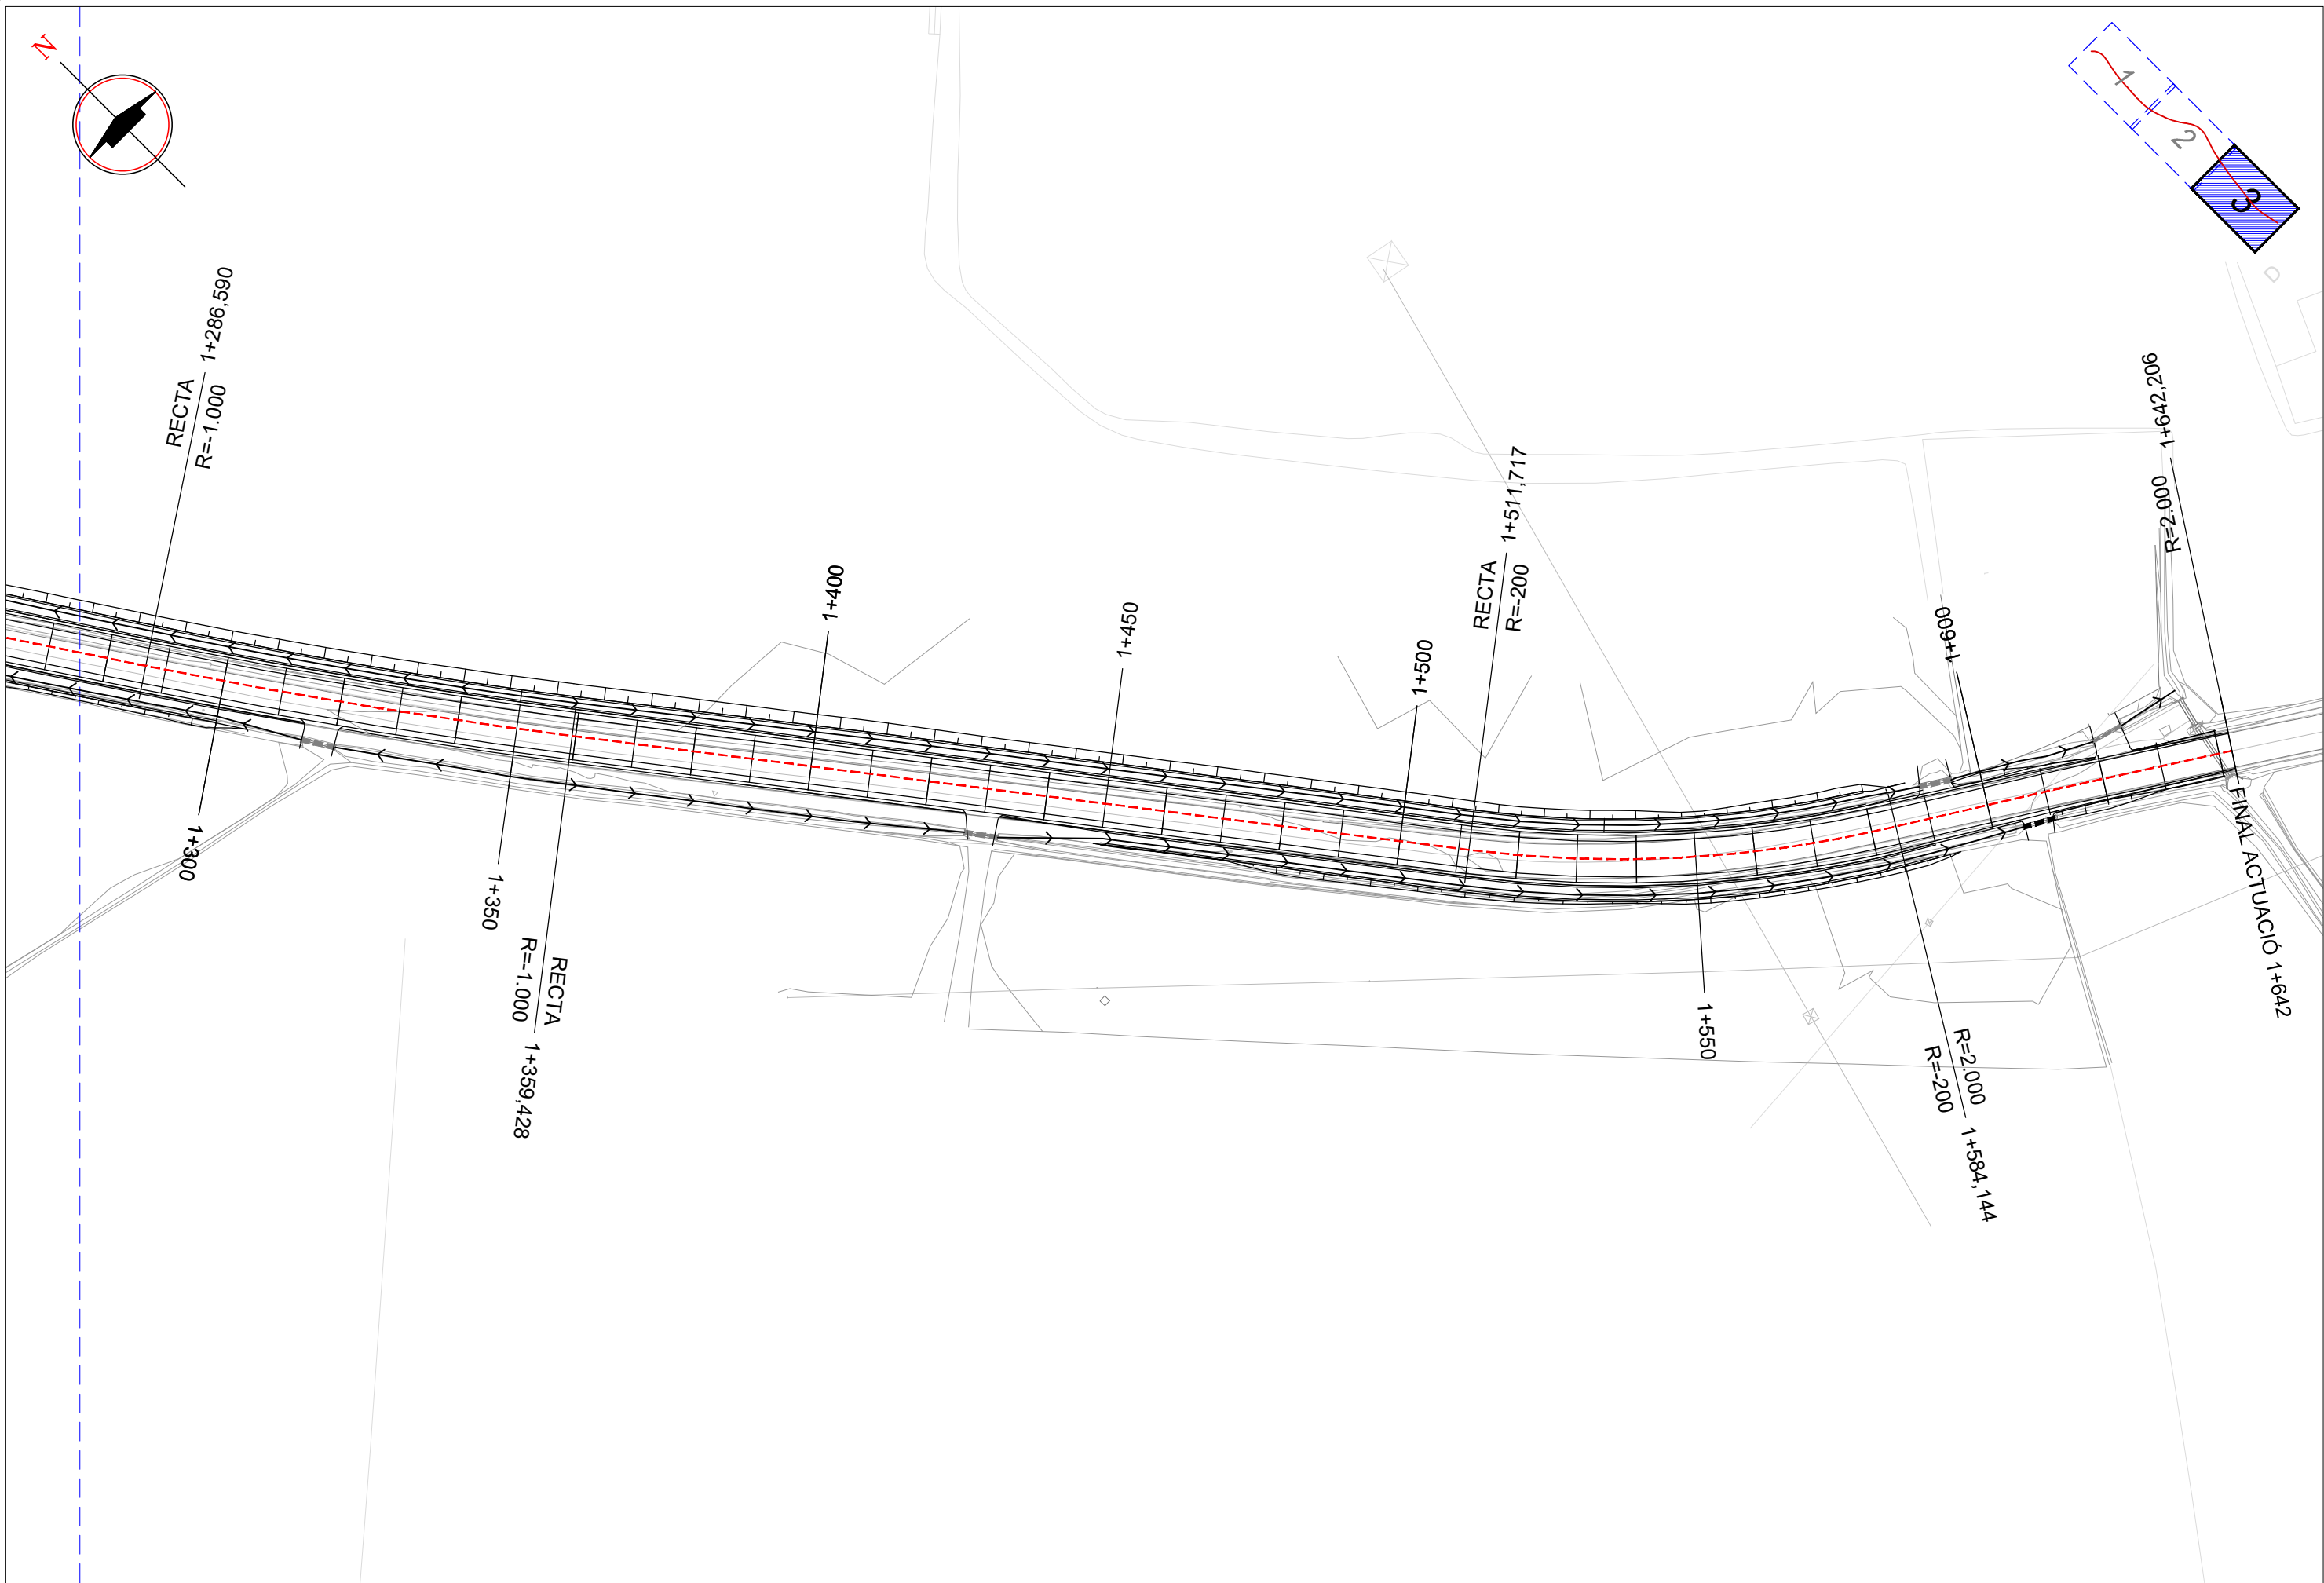 N
1
2
3
D
RECTA
R=-1.000
1+286,590
1+300
1+350
RECTA
R=-1.000
1+359,428
1+400
1+450
1+500
RECTA
R=-200
1+511,717
1+550
R=2.000
R=-200
1+584,144
1+600
R=2.000
1+642,206
FINAL ACTUACIÓ 1+642